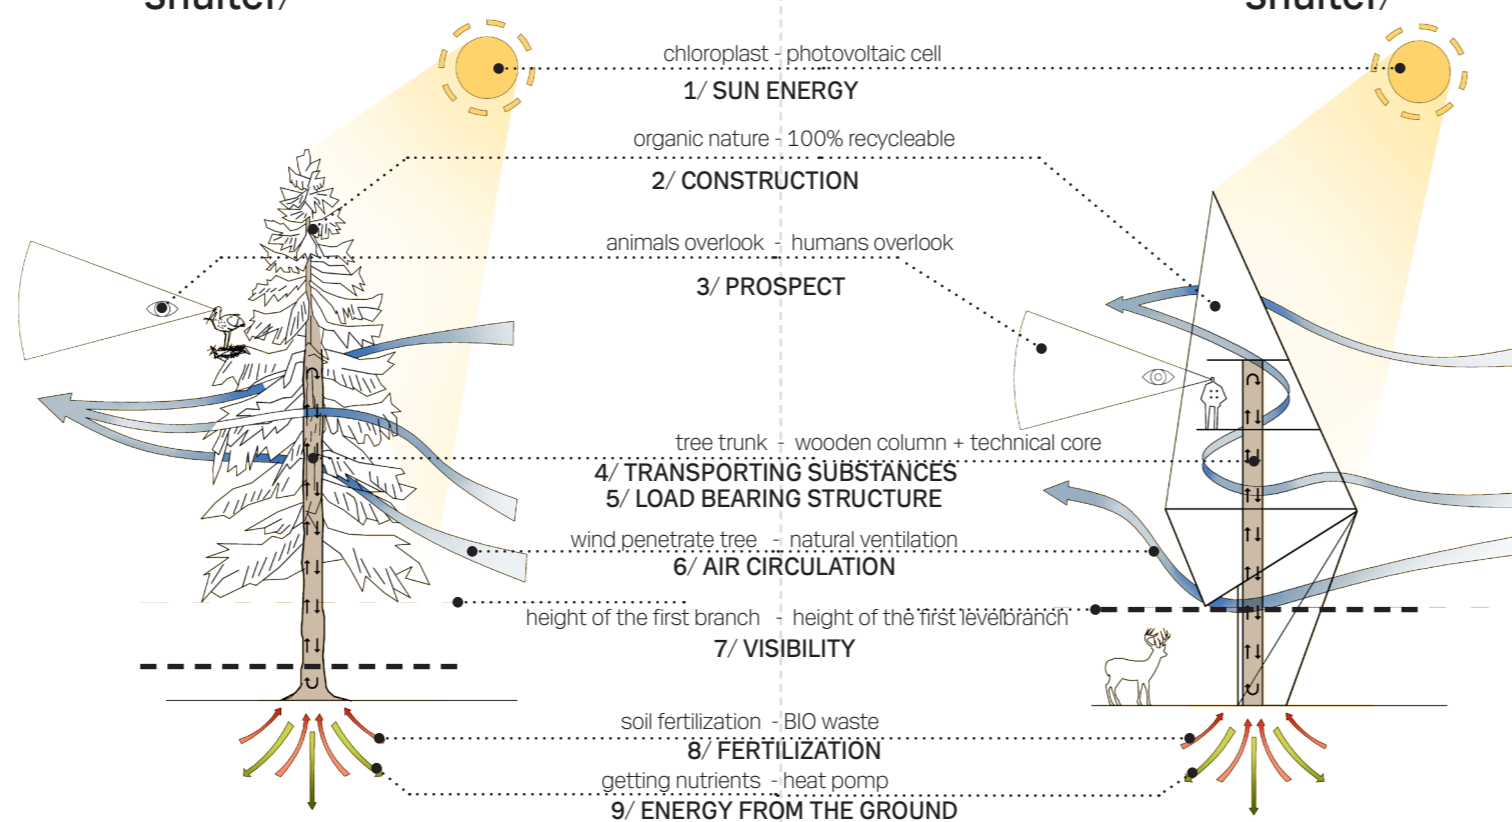 chloroplast - photovoltaic cell
1/ SUN ENERGY
organic nature - 100% recycleable
2/ CONSTRUCTION
animals overlook - humans overlook
3/ PROSPECT
tree trunk - wooden column + technical core
4/ TRANSPORTING SUBSTANCES
5/ LOAD BEARING STRUCTURE
wind penetrate tree - natural ventilation
6/ AIR CIRCULATION
height of the first branch - height of the first levelbranch
7/ VISIBILITY
soil fertilization - BIO waste
8/ FERTILIZATION
getting nutrients - heat pomp
9/ ENERGY FROM THE GROUND